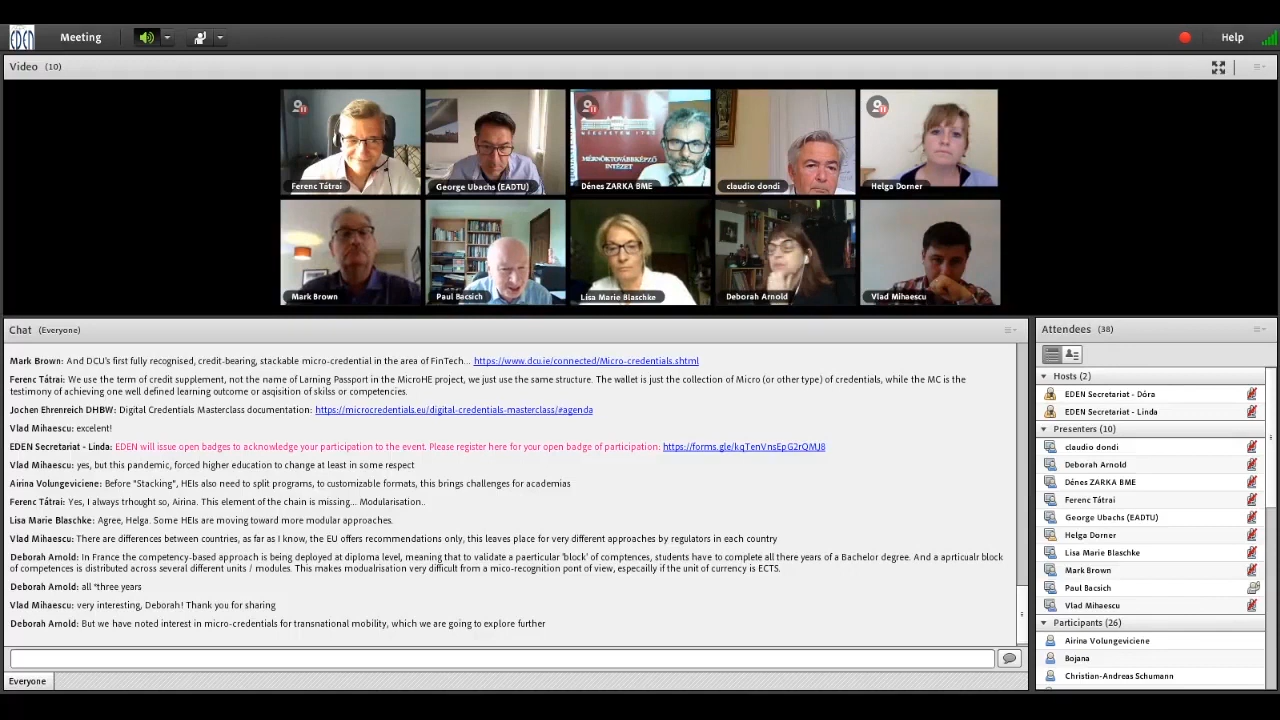 EDEN
Meeting
Help
Video (10)
Ferenc Tátrai
George Ubachs (EADTU)
MŰEGYETEM 1782
MÉRNÖKTOVÁBBKÉPZŐ
INTÉZET
Dénes ZARKA BME
claudio dondi
Helga Dorner
Mark Brown
Paul Bacsich
Lisa Marie Blaschke
Deborah Arnold
Vlad Mihaescu
Chat (Everyone)
Mark Brown: And DCU's first fully recognised, credit-bearing, stackable micro-credential in the area of FinTech... https://www.dcu.ie/connected/Micro-credentials.shtml
Ferenc Tátrai: We use the term of credit supplement, not the name of Larning Passport in the MicroHE project, we just use the same structure. The wallet is just the collection of Micro (or other type) of credentials, while the MC is the
testimony of achieving one well defined learning outcome or asqisition of skilss or competencies.
Jochen Ehrenreich DHBW: Digital Credentials Masterclass documentation: https://microcredentials.eu/digital-credentials-masterclass/#agenda
Vlad Mihaescu: excelent!
EDEN Secretariat - Linda: EDEN will issue open badges to acknowledge your participation to the event. Please register here for your open badge of participation: https://forms.gle/kqTenVnsEpG2rQMJ8
Vlad Mihaescu: yes, but this pandemic, forced higher education to change at least in some respect
Airina Volungeviciene: Before "Stacking", HEIs also need to split programs, to customizable formats, this brings challenges for academias
Ferenc Tátrai: Yes, I always trhought so, Airina. This element of the chain is missing... Modularisation..
Lisa Marie Blaschke: Agree, Helga. Some HEIs are moving toward more modular approaches.
Vlad Mihaescu: There are differences between countries, as far as I know, the EU offers recommendations only, this leaves place for very different approaches by regulators in each country
Deborah Arnold: In France the competency-based approach is being deployed at diploma level, meaning that to validate a paerticular 'block' of comptences, students have to complete all there years of a Bachelor degree. And a aprticualr block
of competences is distributed across several different units / modules. This makes modualrisation very difficult from a mico-recognition pont of view, especailly if the unit of currency is ECTS.
Deborah Arnold: all *three years
Vlad Mihaescu: very interesting, Deborah! Thank you for sharing
Deborah Arnold: But we have noted interest in micro-credentials for transnational mobility, which we are going to explore further
Everyone
Attendees (38)
Hosts (2)
EDEN Secretariat - Dóra
EDEN Secretariat - Linda
Presenters (10)
claudio dondi
Deborah Arnold
Dénes ZARKA BME
Ferenc Tátrai
George Ubachs (EADTU)
Helga Dorner
Lisa Marie Blaschke
Mark Brown
Paul Bacsich
Vlad Mihaescu
Participants (26)
Airina Volungeviciene
Bojana
Christian-Andreas Schumann